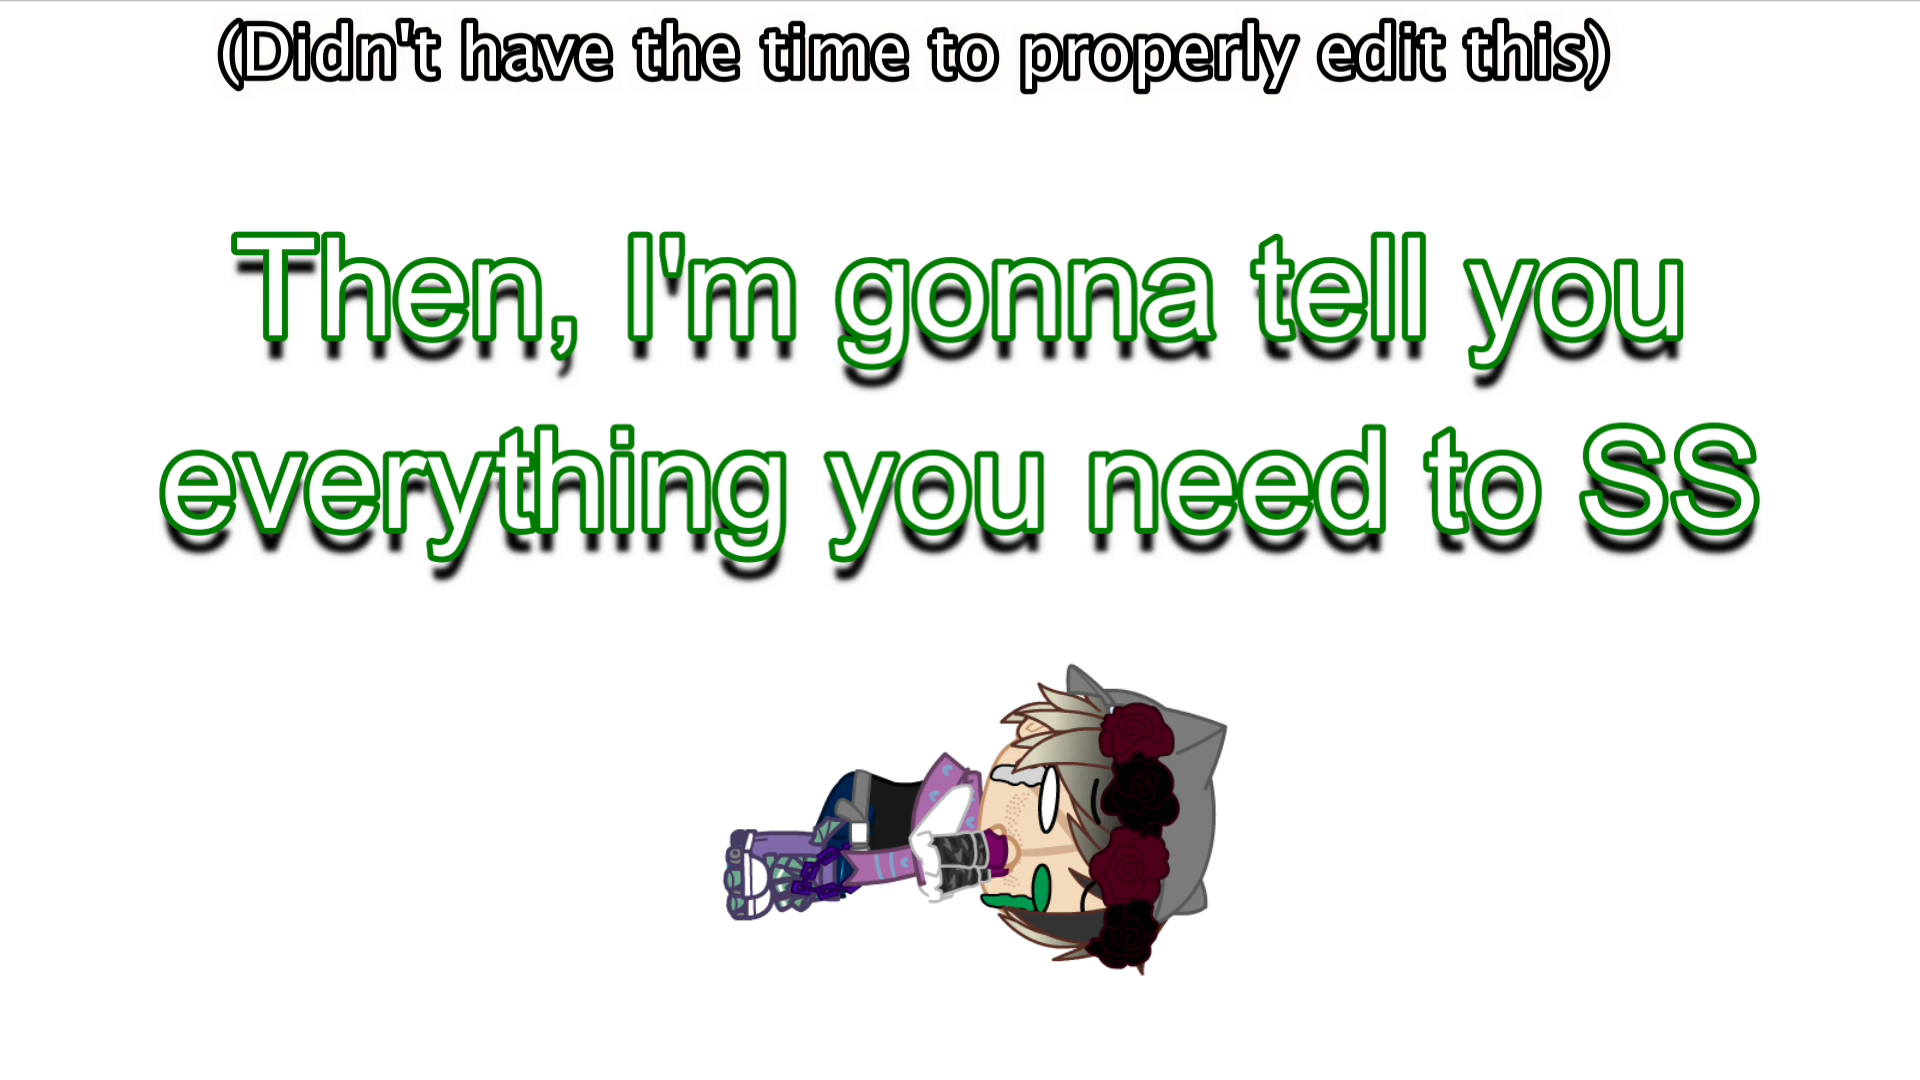 (Didn't have the time to properly edit this)
Then, I'm gonna tell you
everything you need to SS